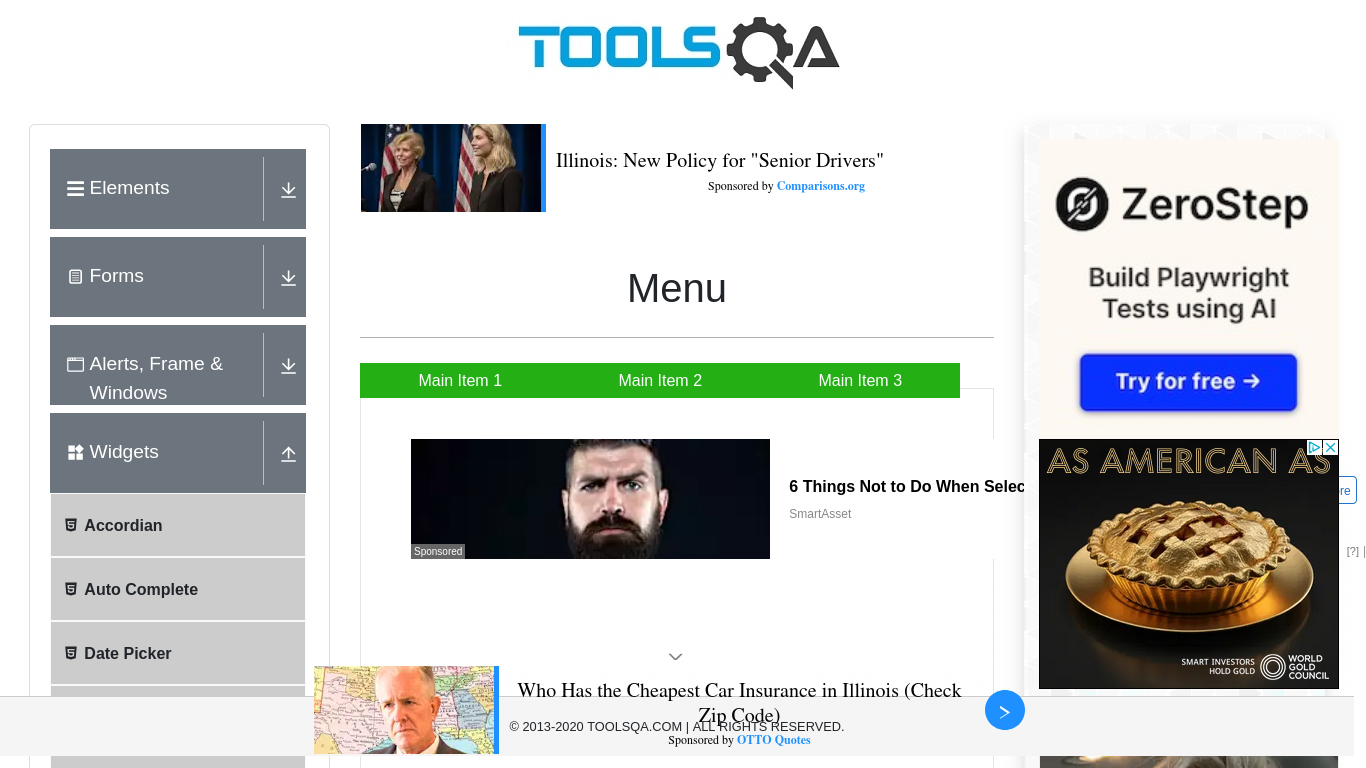 TOOLSQA
Elements
Forms
Alerts, Frame &
Windows
Widgets
Accordian
Auto Complete
Date Picker
Illinois: New Policy for "Senior Drivers"
Sponsored by Comparisons.org
Menu
Main Item 1
Main Item 2
Main Item 3
Sponsored
6 Things Not to Do When Selec
SmartAsset
ZeroStep
Build Playwright
Tests using AI
Try for free →
AS AMERICAN AS
re
[?]
SMART INVESTORS
HOLD GOLD
WORLD
GOLD
COUNCIL
Who Has the Cheapest Car Insurance in Illinois (Check
Zip Code)
© 2013-2020 TOOLSQA.COM | ALL RIGHTS RESERVED.
Sponsored by OTTO Quotes